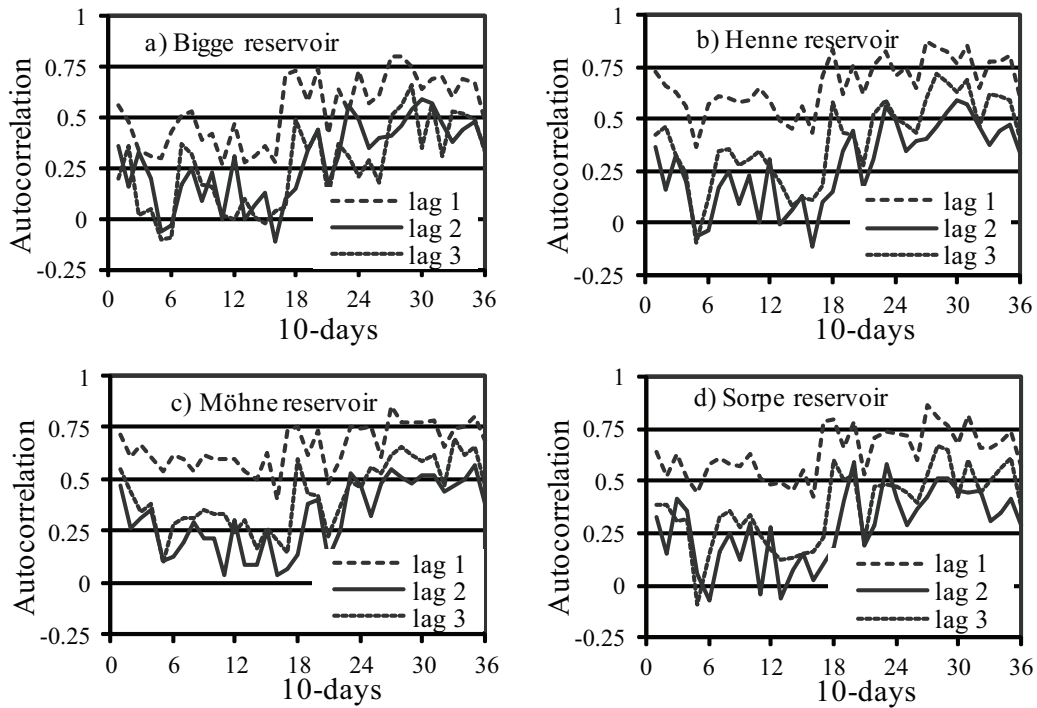 a) Bigge reservoir
Autocorrelation
1
0.75
0.5
0.25
0
-0.25
lag 1
lag 2
lag 3
0 6 12 18 24 30 36
10-days
b) Henne reservoir
Autocorrelation
1
0.75
0.5
0.25
0
-0.25
lag 1
lag 2
lag 3
0 6 12 18 24 30 36
10-days
c) Möhne reservoir
Autocorrelation
1
0.75
0.5
0.25
0
-0.25
lag 1
lag 2
lag 3
0 6 12 18 24 30 36
10-days
d) Sorpe reservoir
Autocorrelation
1
0.75
0.5
0.25
0
-0.25
lag 1
lag 2
lag 3
0 6 12 18 24 30 36
10-days